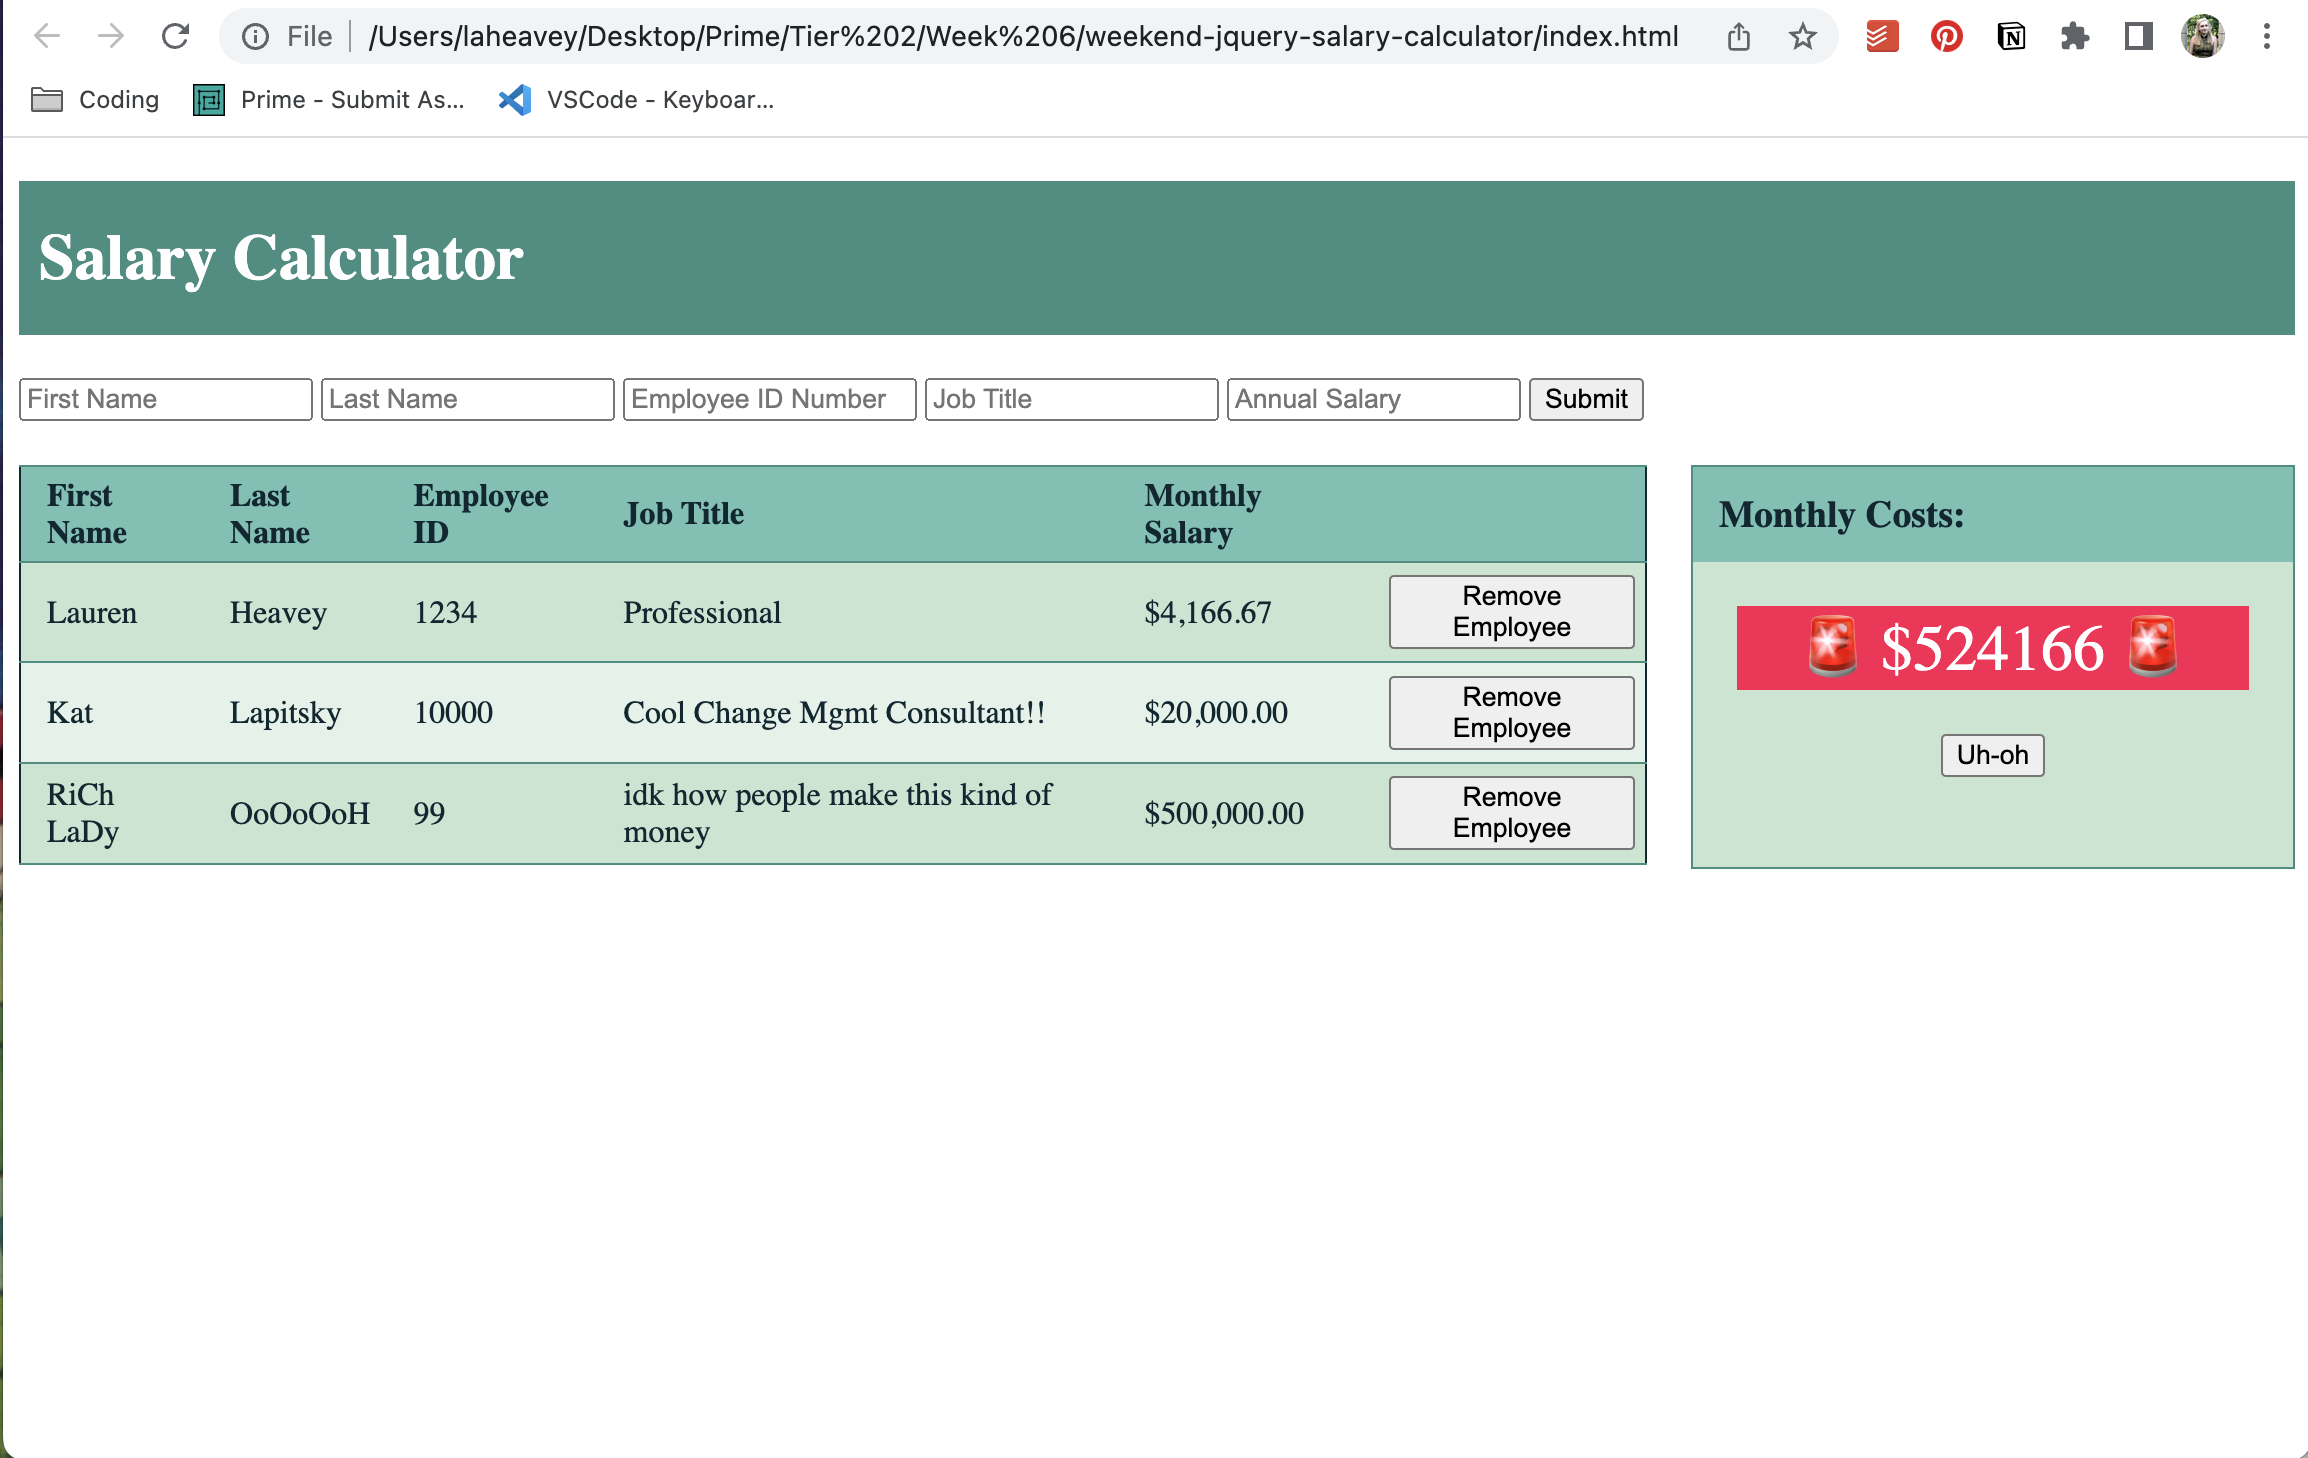 File /Users/laheavey/Desktop/Prime/Tier%202/Week%206/weekend-jquery-salary-calculator/index.html
Coding Prime - Submit As... VSCode - Keyboar...
Salary Calculator
First Name Last Name Employee ID Number Job Title Annual Salary Submit
First Name Last Name Employee ID Job Title Monthly Salary
Lauren Heavey 1234 Professional $4,166.67 Remove Employee
Kat Lapitsky 10000 Cool Change Mgmt Consultant!! $20,000.00 Remove Employee
RiCh LaDy OoOoOoH 99 idk how people make this kind of money $500,000.00 Remove Employee
Monthly Costs:
🚨 $524166 🚨
Uh-oh